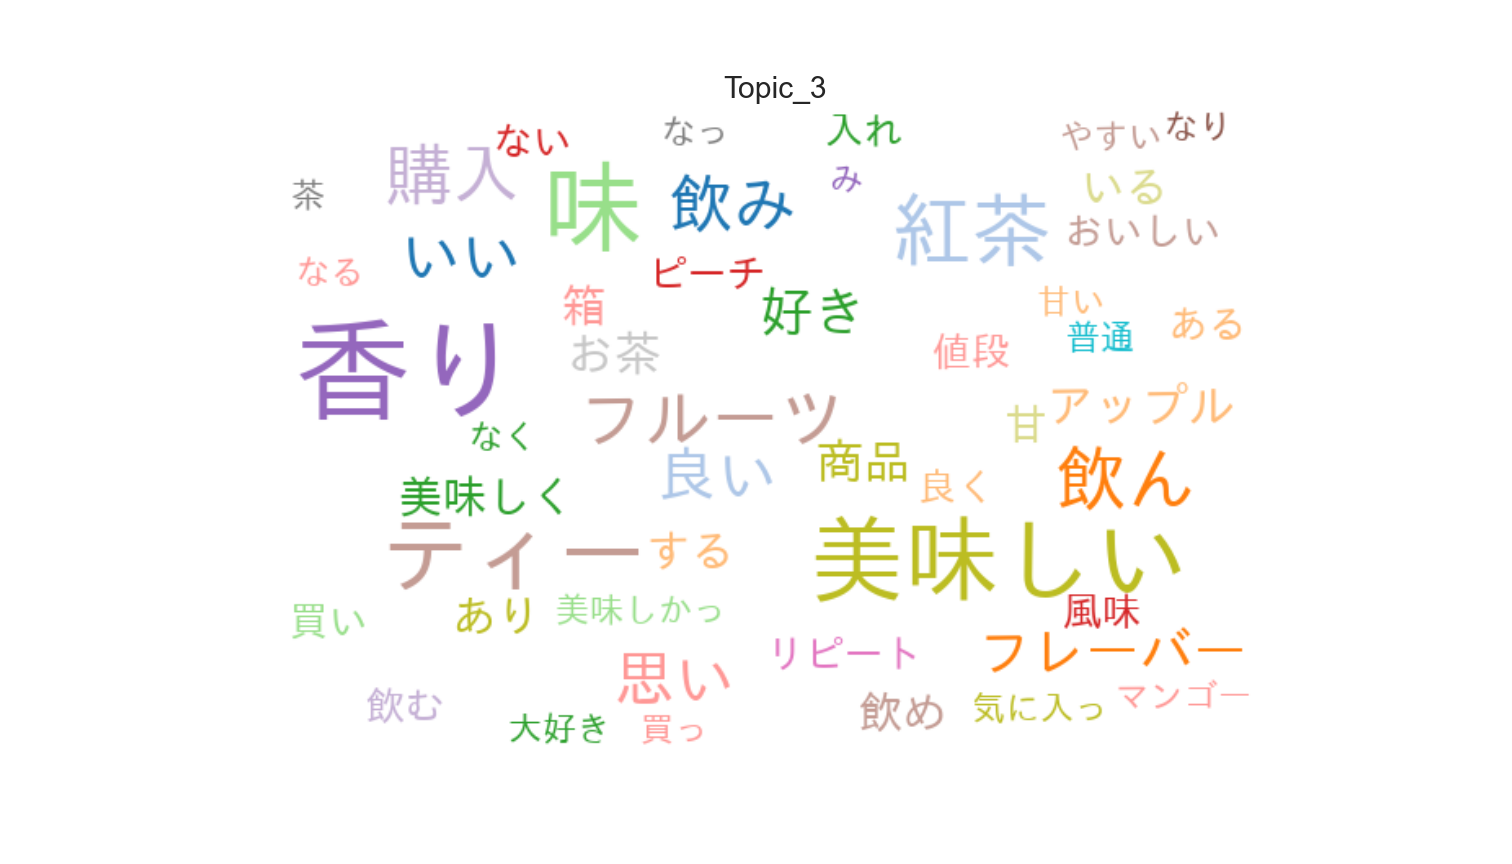 Topic_3
ない
なっ
入れ
やすい
なり
購入
茶
味
飲み
み
紅茶
いる
おいしい
いい
なる
ピーチ
箱
好き
甘い
ある
普通
お茶
値段
香り
フルーツ
アップル
甘
なく
良い
商品
良く
飲ん
美味しく
ティー
する
美味しい
買い
あり
美味しかっ
風味
リピート
フレーバー
思い
飲む
大好き
買っ
飲め
気に入っ
マンゴー